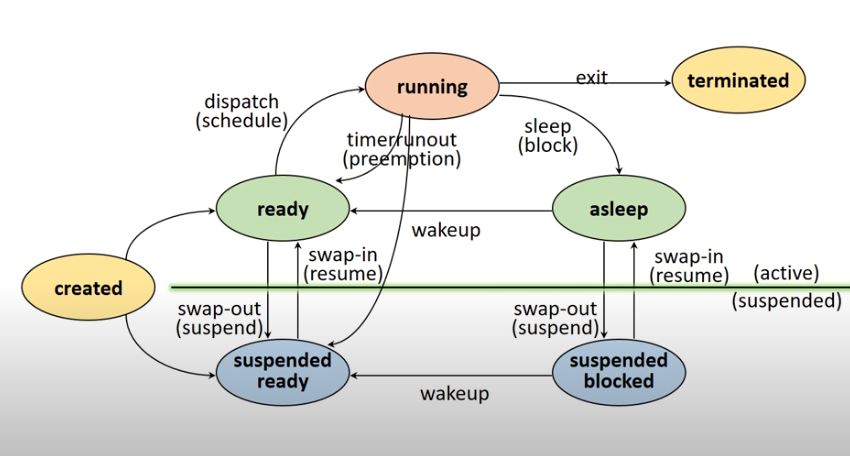 running
exit
terminated
dispatch
(schedule)
timerrunout
(preemption)
sleep
(block)
ready
asleep
wakeup
created
swap-in
(resume)
swap-in
(resume)
(active)
(suspended)
swap-out
(suspend)
swap-out
(suspend)
suspended
ready
suspended
blocked
wakeup